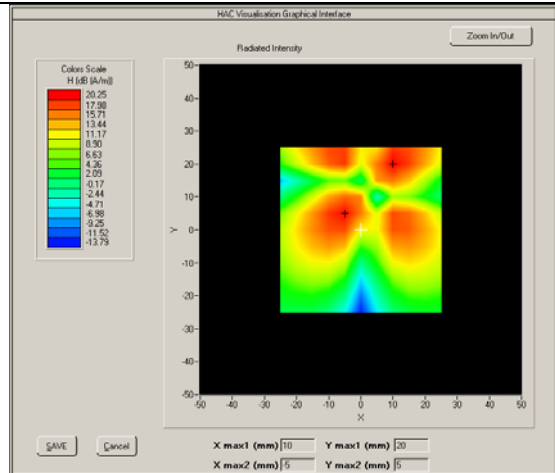 HAC Visualisation Graphical Interface
Zoom In/Out
Radiated Intensity
Colors Scale
H (dB (A/m))
20.25
17.98
15.71
13.44
11.17
8.90
6.63
4.36
2.09
-0.17
-2.44
-4.71
-6.98
-9.25
-11.52
-13.79
50
40
30
20
10
0
-10
-20
-30
-40
-50
Y
-50 -40 -30 -20 -10 0 10 20 30 40 50
X
SAVE Cancel
X max1 (mm) 10 Y max1 (mm) 20
X max2 (mm) -5 Y max2 (mm) 5